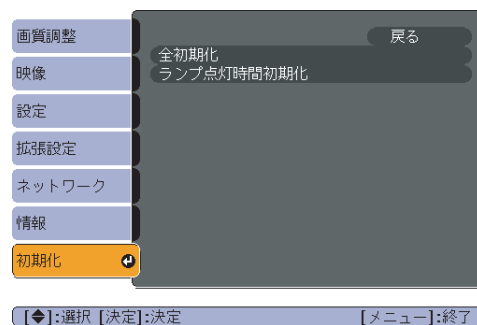 画質調整
映像
設定
拡張設定
ネットワーク
情報
初期化
戻る
全初期化
ランプ点灯時間初期化
[◆]:選択 [決定]:決定 [メニュー]:終了